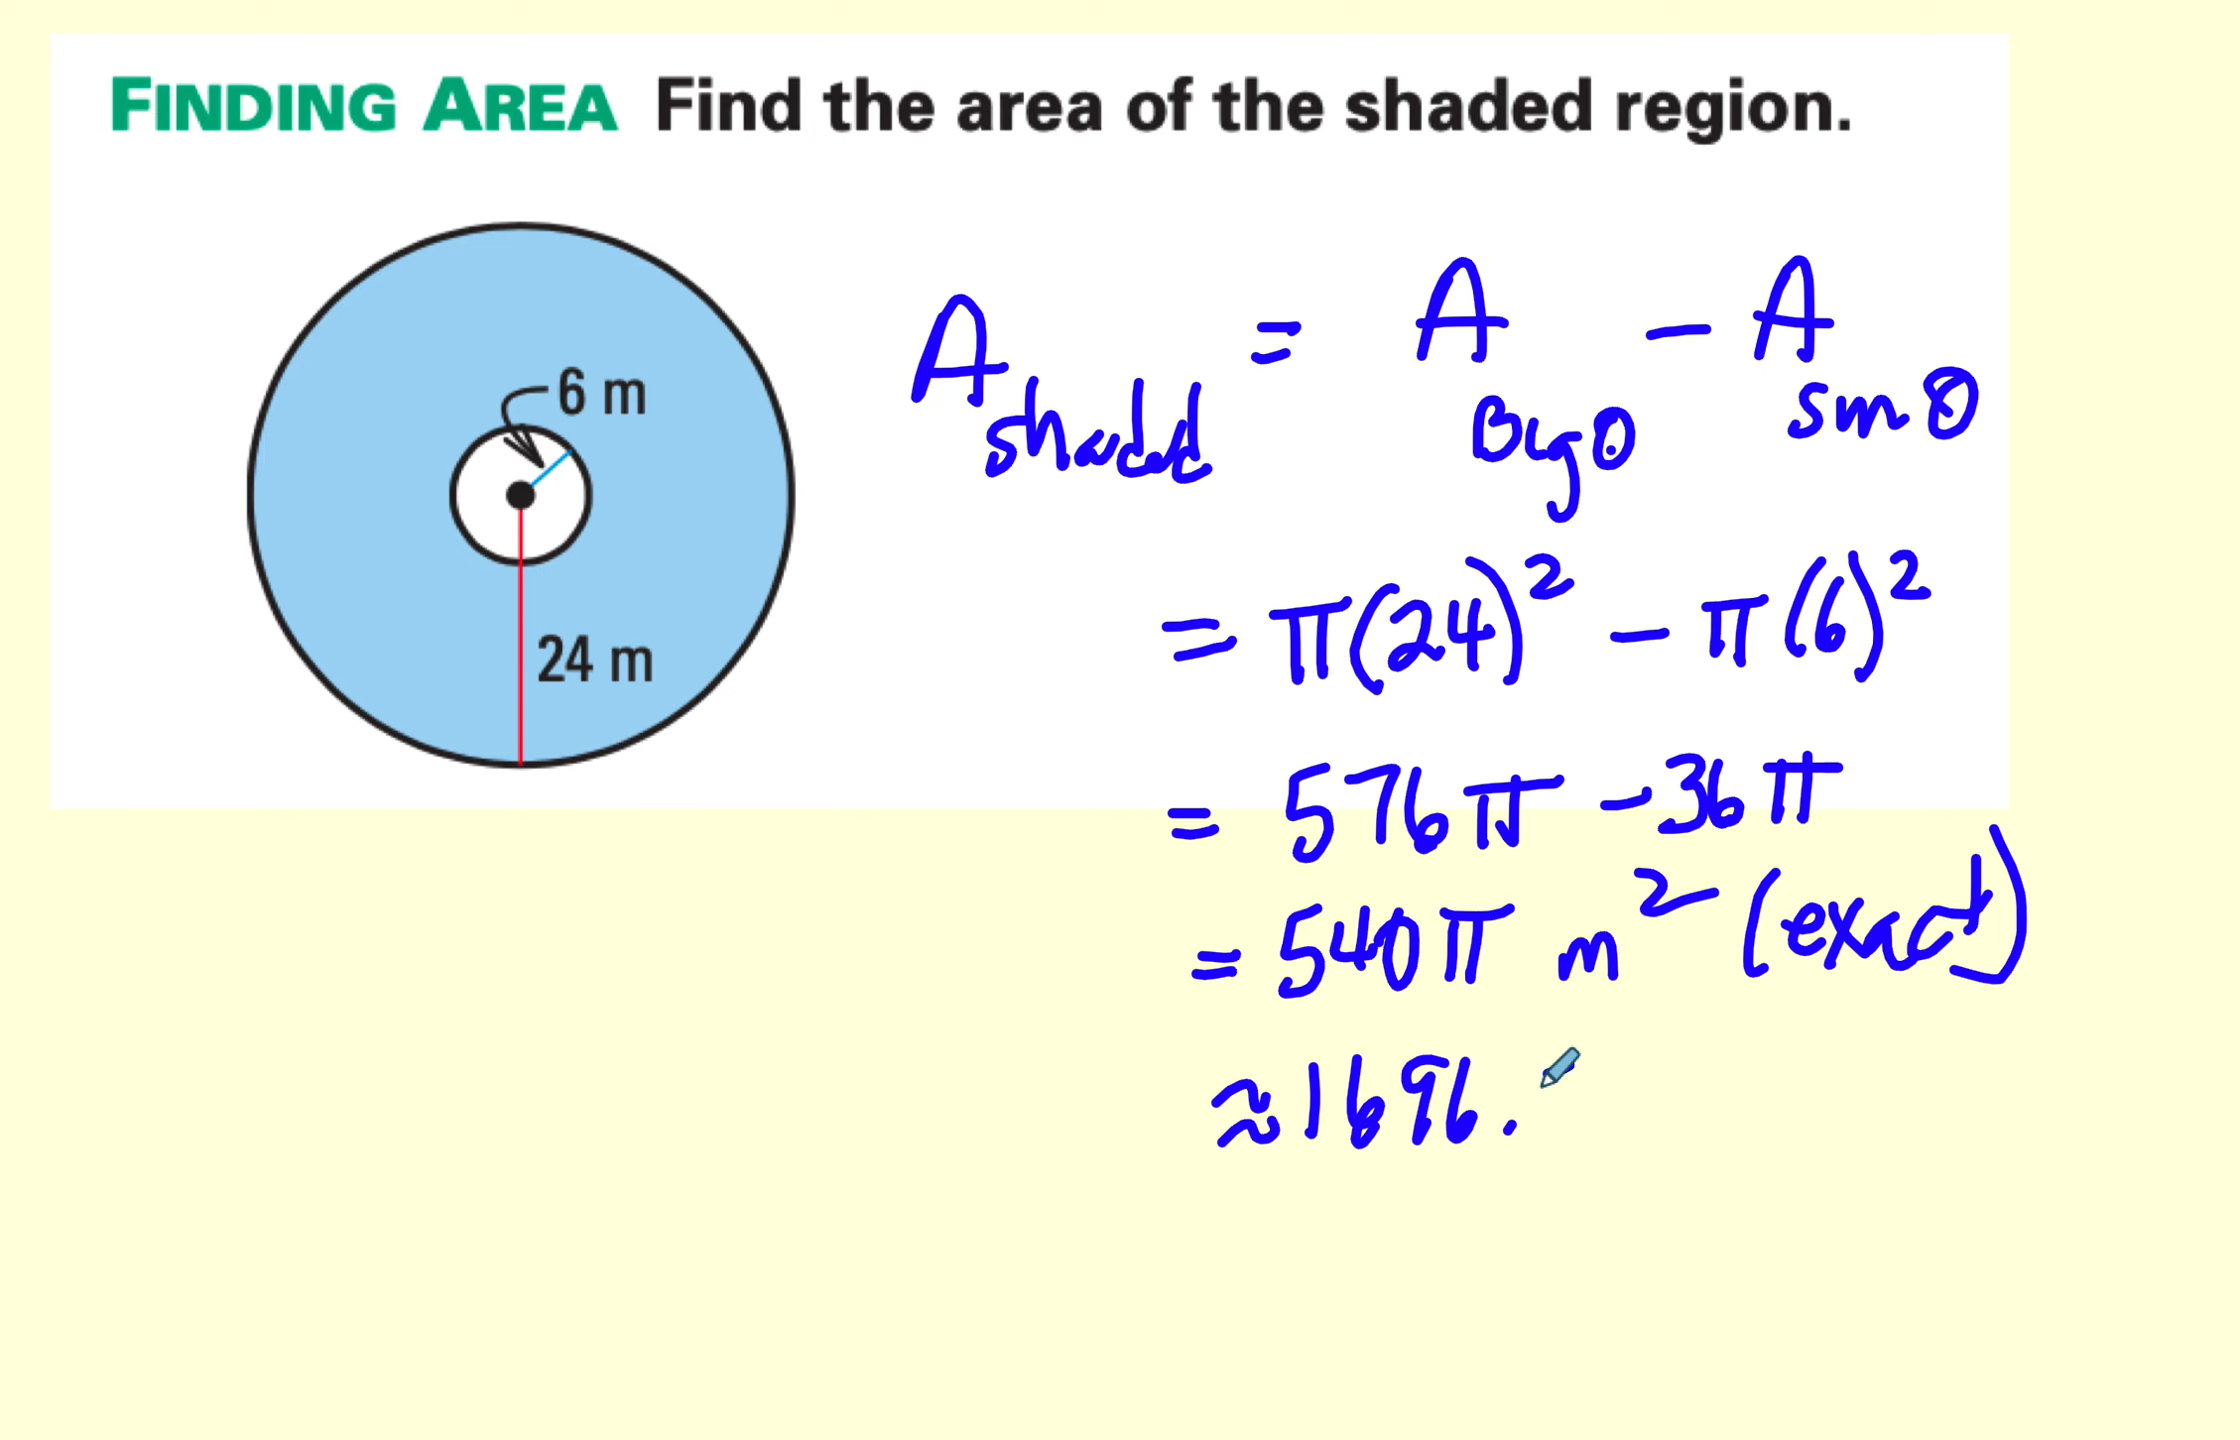 FINDING AREA Find the area of the shaded region.
6 m
24 m
A shaded = A Big⊙ - A sm⊙
= π(24)² - π(6)²
= 576π - 36π
= 540π m² (exact)
≈ 1696.